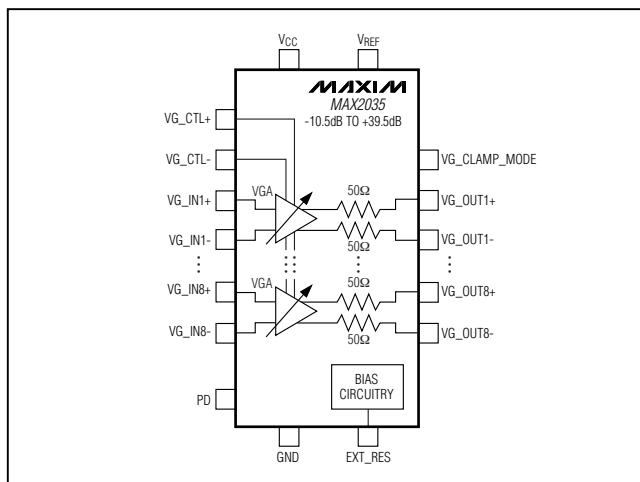 VCC
VREF
MAXIM
MAX2035
-10.5dB TO +39.5dB
VG_CTL+
VG_CTL-
VG_CLAMP_MODE
VG_IN1+
VGA
50Ω
VG_OUT1+
VG_IN1-
50Ω
VG_OUT1-
VG_IN8+
VGA
50Ω
VG_OUT8+
VG_IN8-
50Ω
VG_OUT8-
BIAS
CIRCUITRY
PD
GND
EXT_RES